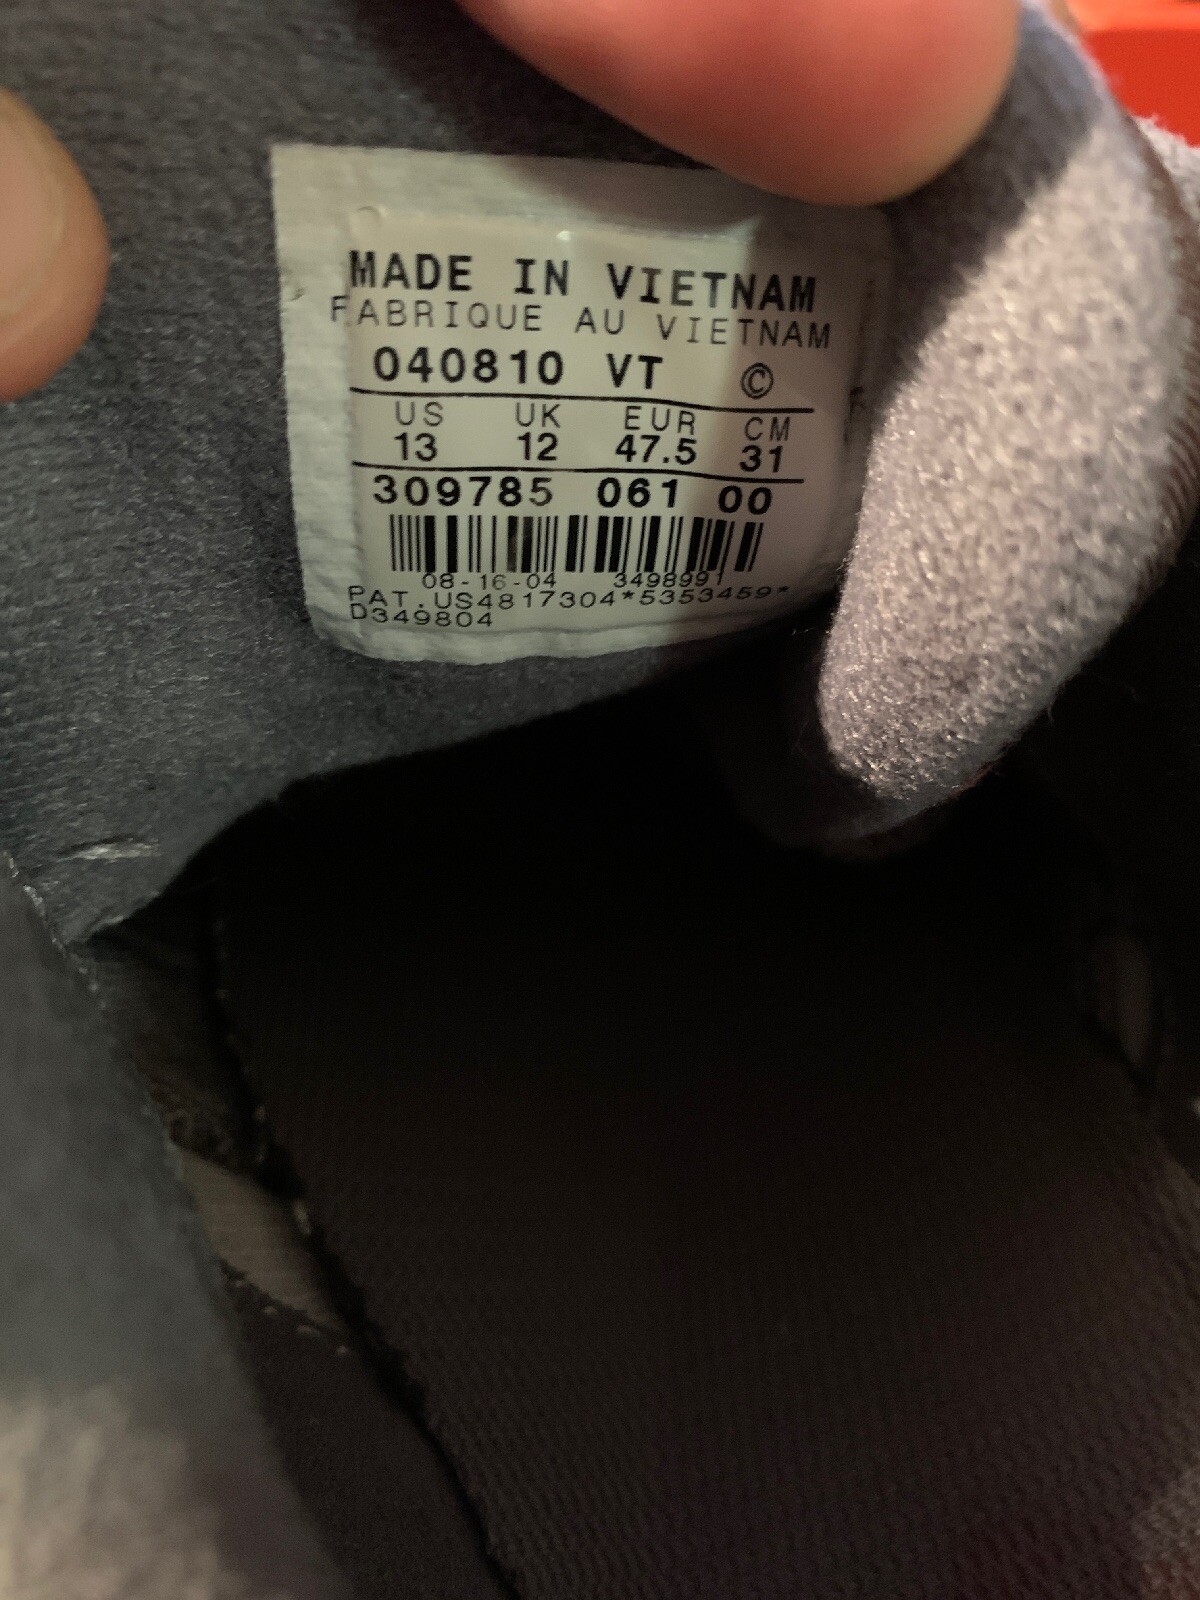 MADE IN VIETNAM
FABRIQUE AU VIETNAM
040810 VT ©
US UK EUR CM
13 12 47.5 31
309785 061 00
08-16-04 3498991
PAT.US4817304*5353459*
D349804